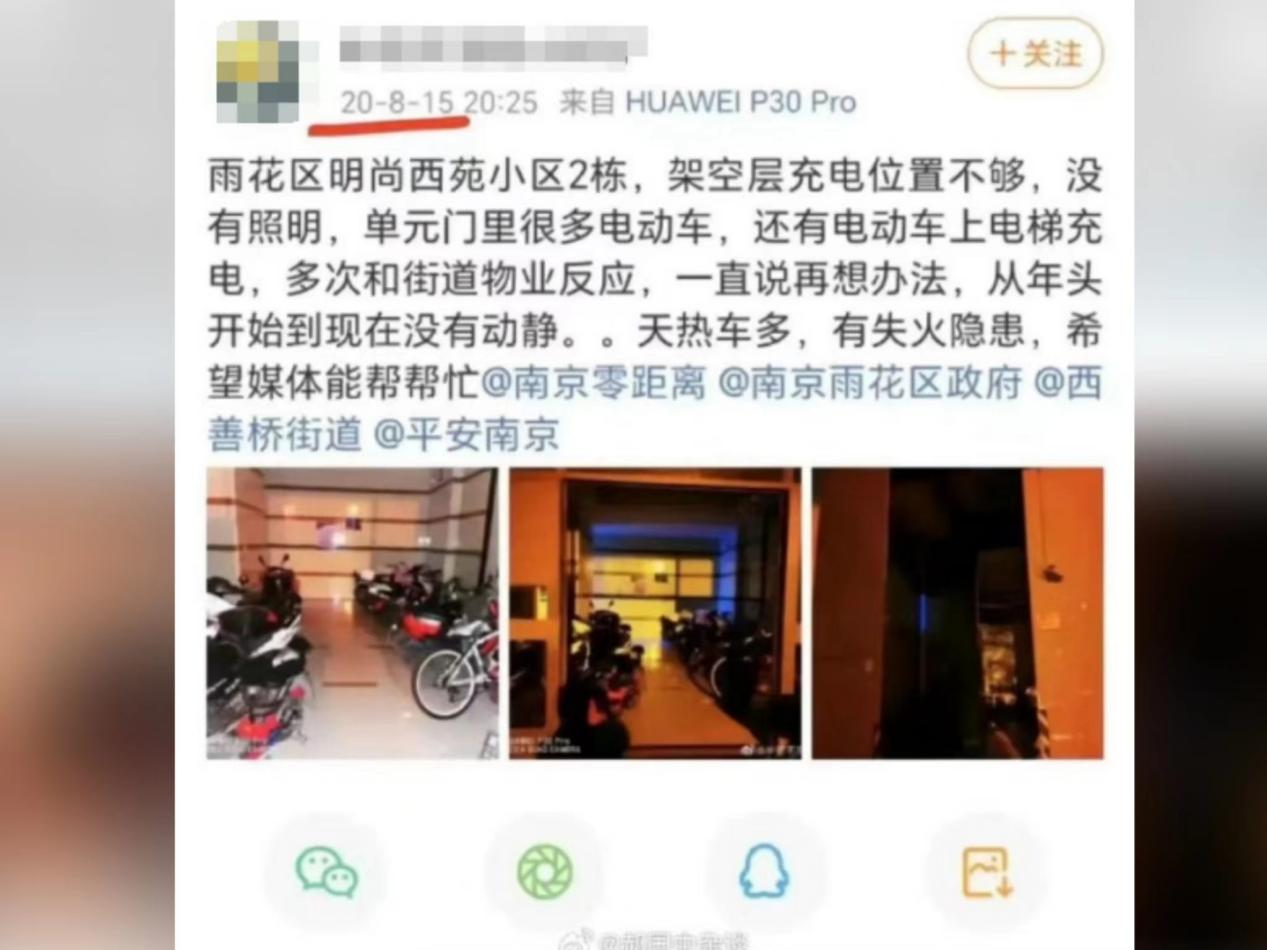 +关注
20-8-15 20:25 来自 HUAWEI P30 Pro
雨花区明尚西苑小区2栋，架空层充电位置不够，没
有照明，单元门里很多电动车，还有电动车上电梯充
电，多次和街道物业反应，一直说再想办法，从年头
开始到现在没有动静。。天热车多，有失火隐患，希
望媒体能帮帮忙@南京零距离 @南京雨花区政府 @西
善桥街道 @平安南京